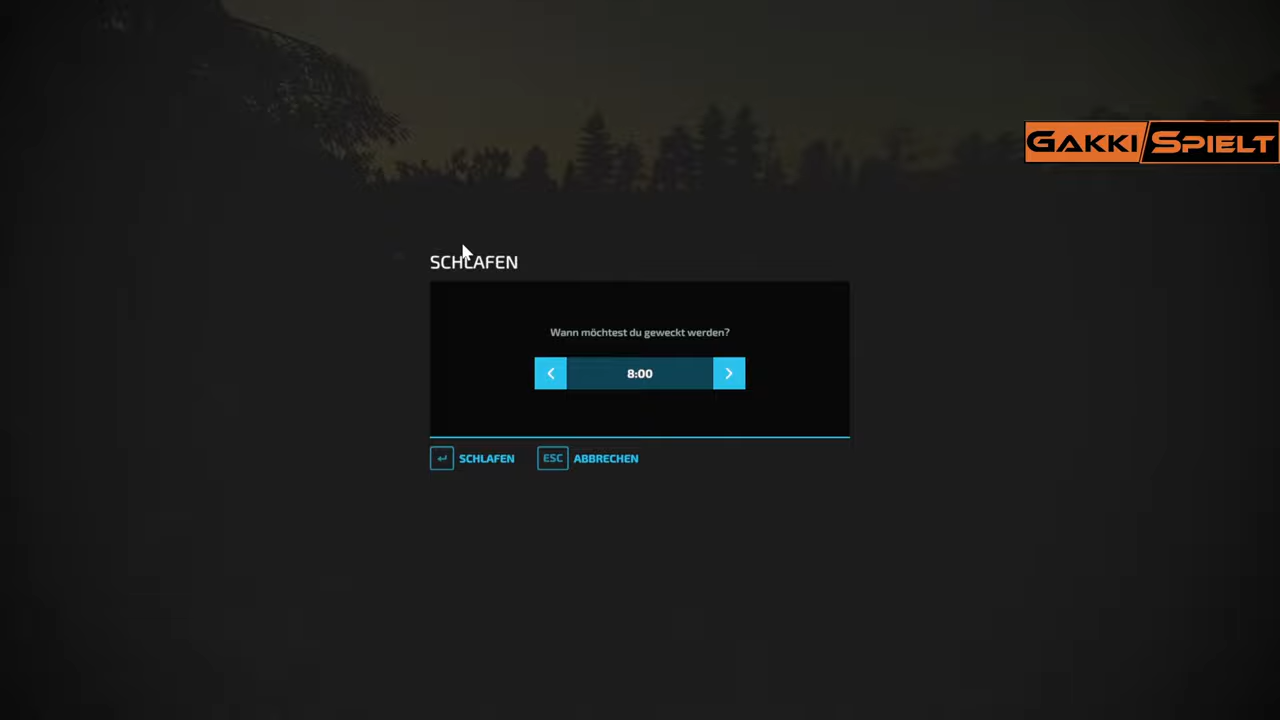 GAKKI SPIELT
SCHLAFEN
Wann möchtest du geweckt werden?
8:00
SCHLAFEN ESC ABBRECHEN